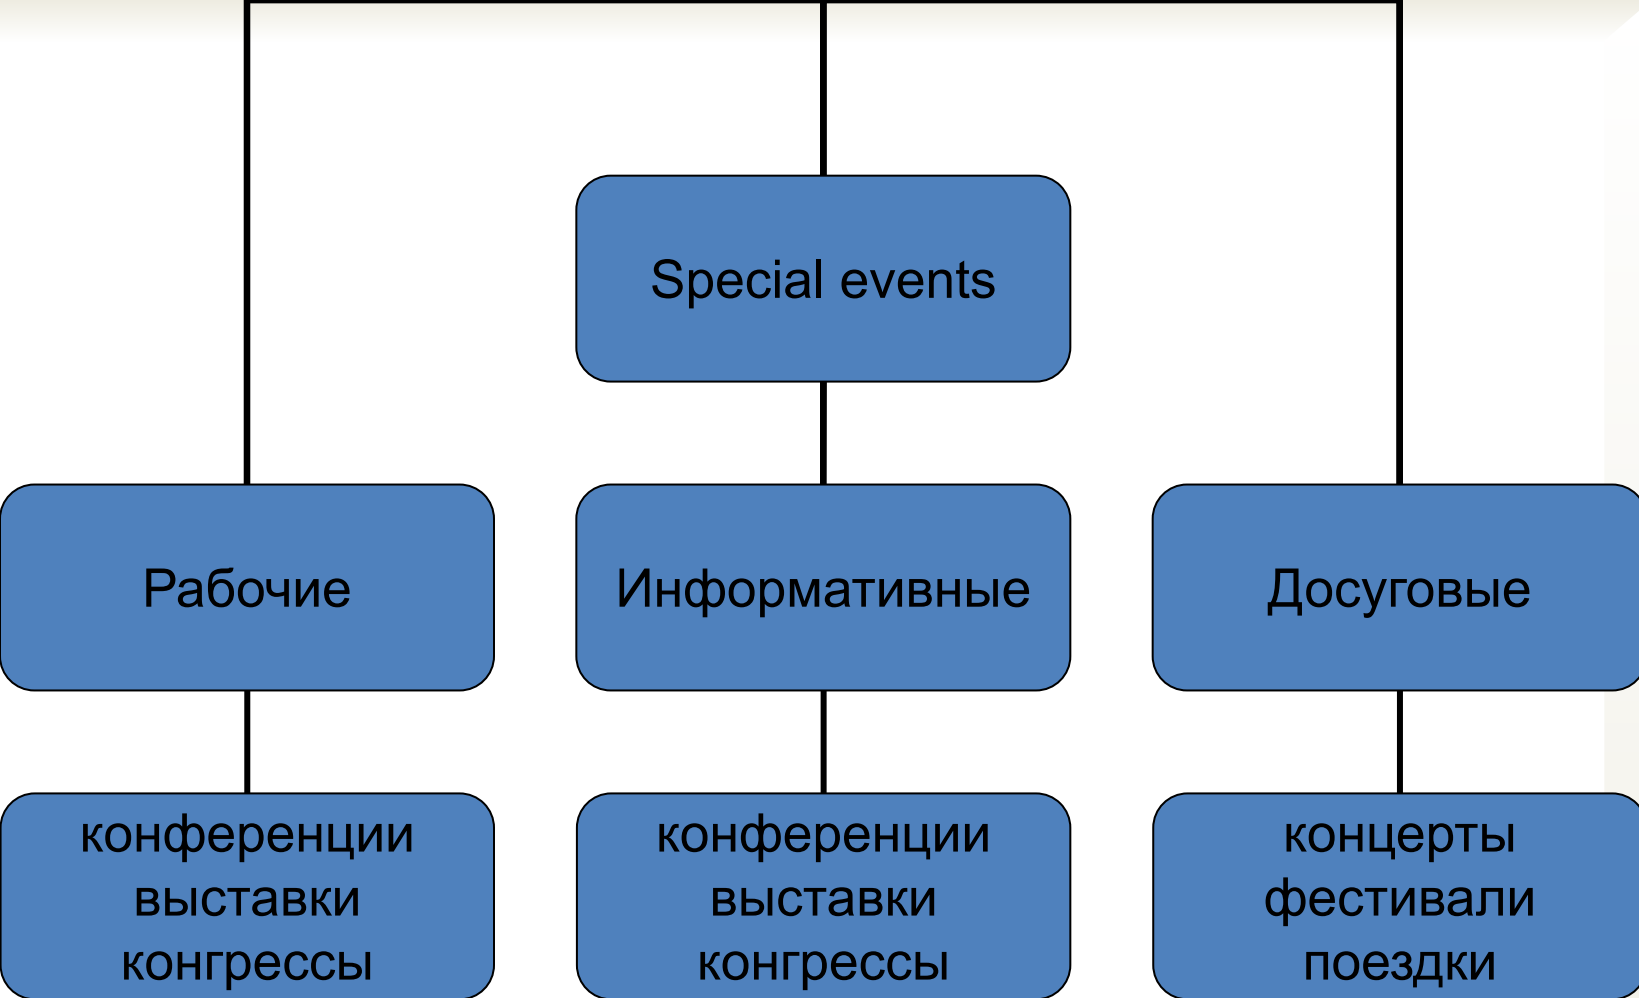 Special events
Рабочие
Информативные
Досуговые
конференции
выставки
конгрессы
конференции
выставки
конгрессы
концерты
фестивали
поездки